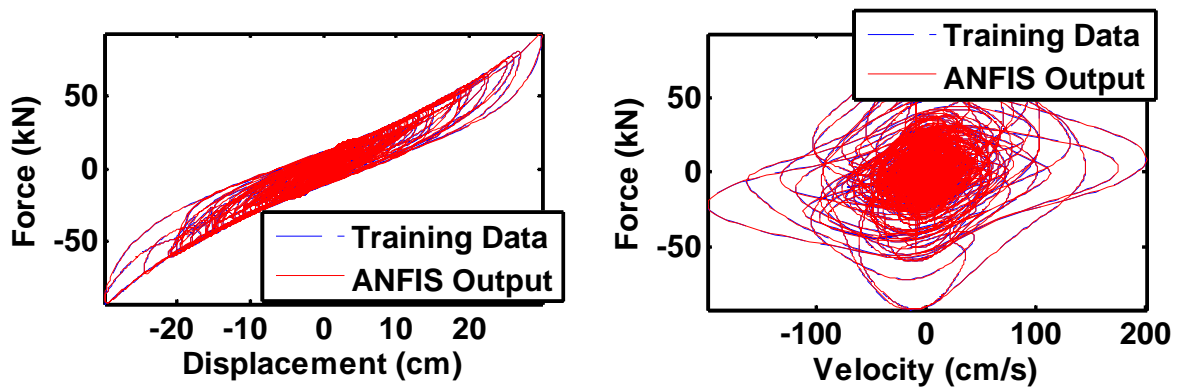 Force (kN)
50
0
-50
-20
-10
0
10
20
Displacement (cm)
Training Data
ANFIS Output
Force (kN)
50
0
-50
-100
0
100
200
Velocity (cm/s)
Training Data
ANFIS Output